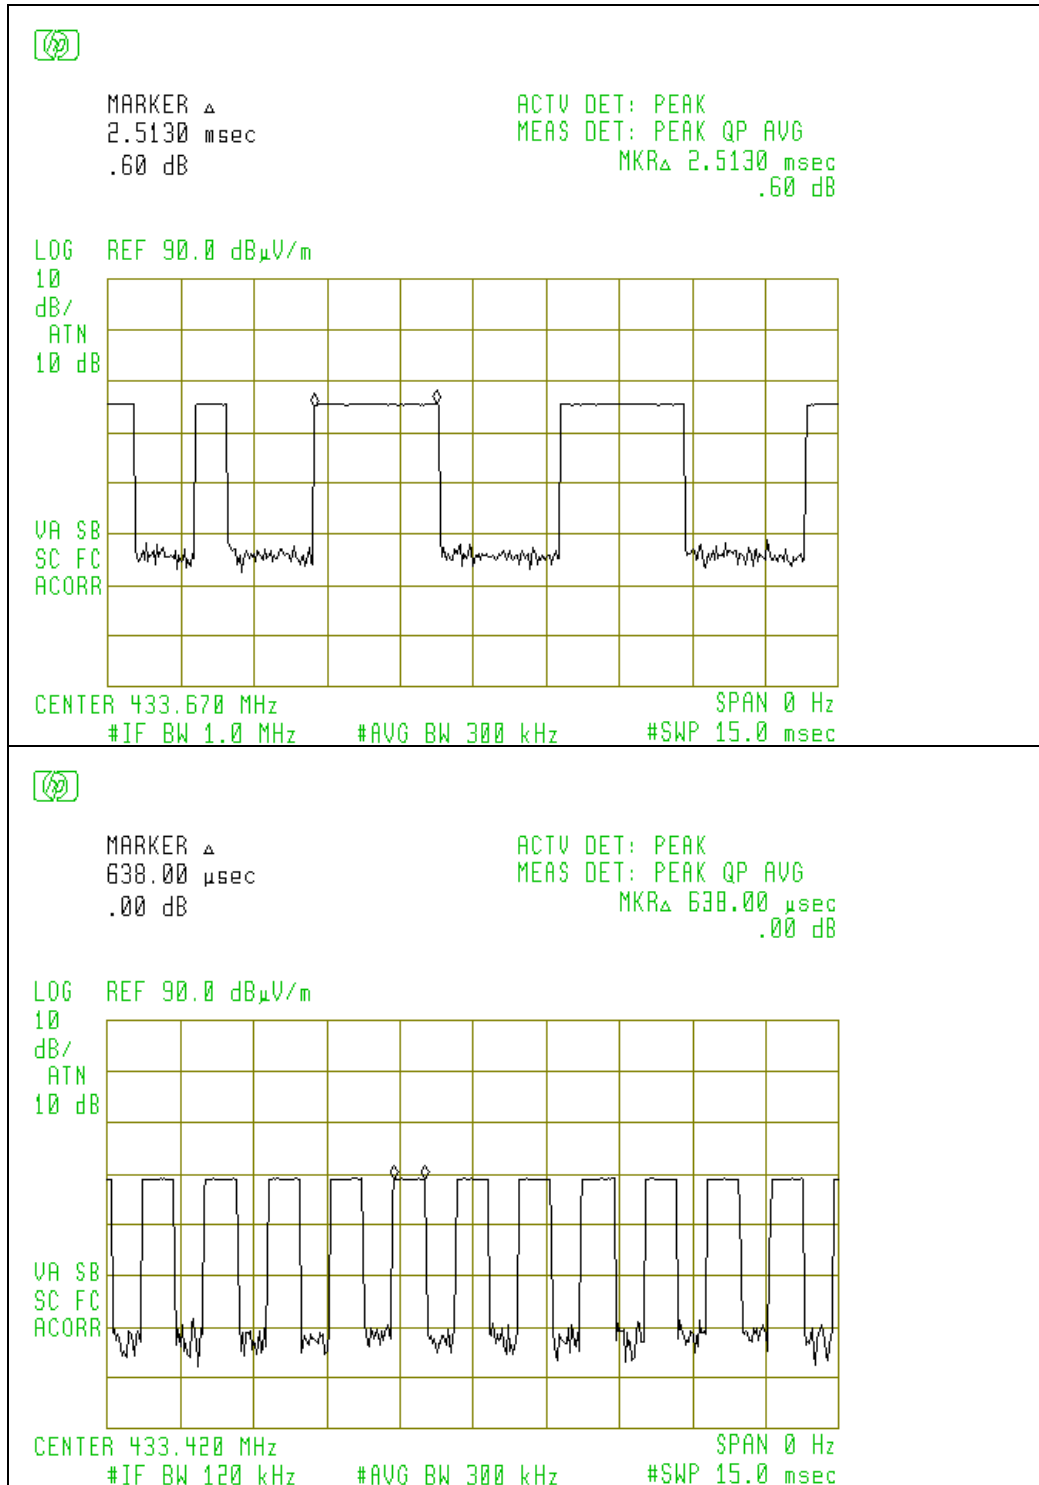 hp
MARKER Δ
2.5130 msec
.60 dB
ACTV DET: PEAK
MEAS DET: PEAK QP AVG
MKRΔ 2.5130 msec
.60 dB
LOG REF 90.0 dBμV/m
10
dB/
ATN
10 dB
VA SB
SC FC
ACORR
CENTER 433.670 MHz SPAN 0 Hz
#IF BW 1.0 MHz #AVG BW 300 kHz #SWP 15.0 msec
hp
MARKER Δ
638.00 μsec
.00 dB
ACTV DET: PEAK
MEAS DET: PEAK QP AVG
MKRΔ 638.00 μsec
.00 dB
LOG REF 90.0 dBμV/m
10
dB/
ATN
10 dB
VA SB
SC FC
ACORR
CENTER 433.420 MHz SPAN 0 Hz
#IF BW 120 kHz #AVG BW 300 kHz #SWP 15.0 msec